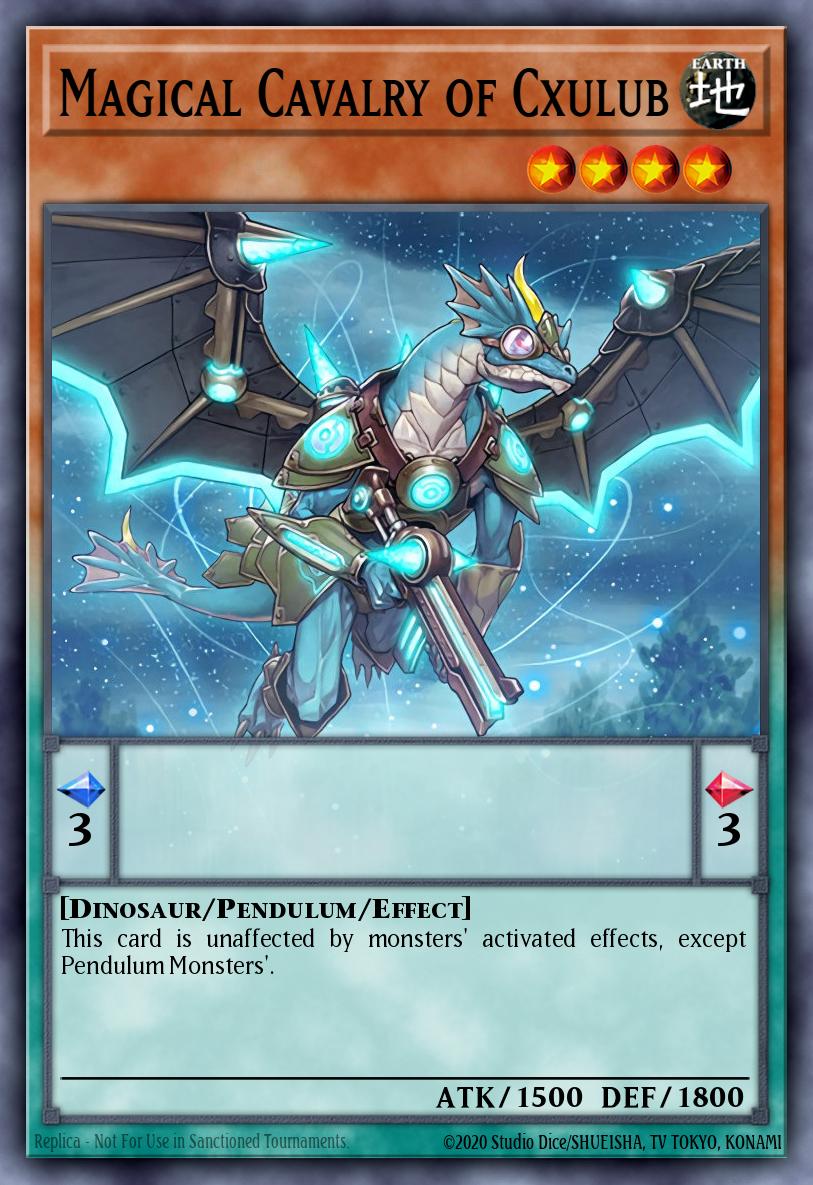 Magical Cavalry of Cxulub
EARTH
地
3
3
[Dinosaur/Pendulum/Effect]
This card is unaffected by monsters' activated effects, except
Pendulum Monsters'.
ATK/1500 DEF/1800
Replica - Not For Use in Sanctioned Tournaments.
©2020 Studio Dice/SHUEISHA, TV TOKYO, KONAMI